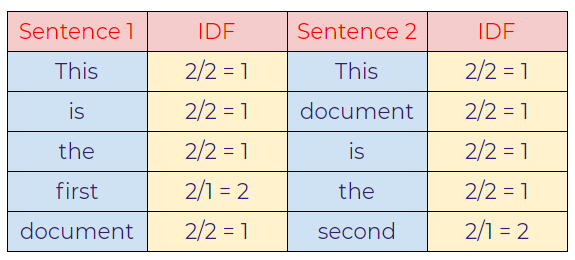 Sentence 1 IDF Sentence 2 IDF
This 2/2 = 1 This 2/2 = 1
is 2/2 = 1 document 2/2 = 1
the 2/2 = 1 is 2/2 = 1
first 2/1 = 2 the 2/2 = 1
document 2/2 = 1 second 2/1 = 2